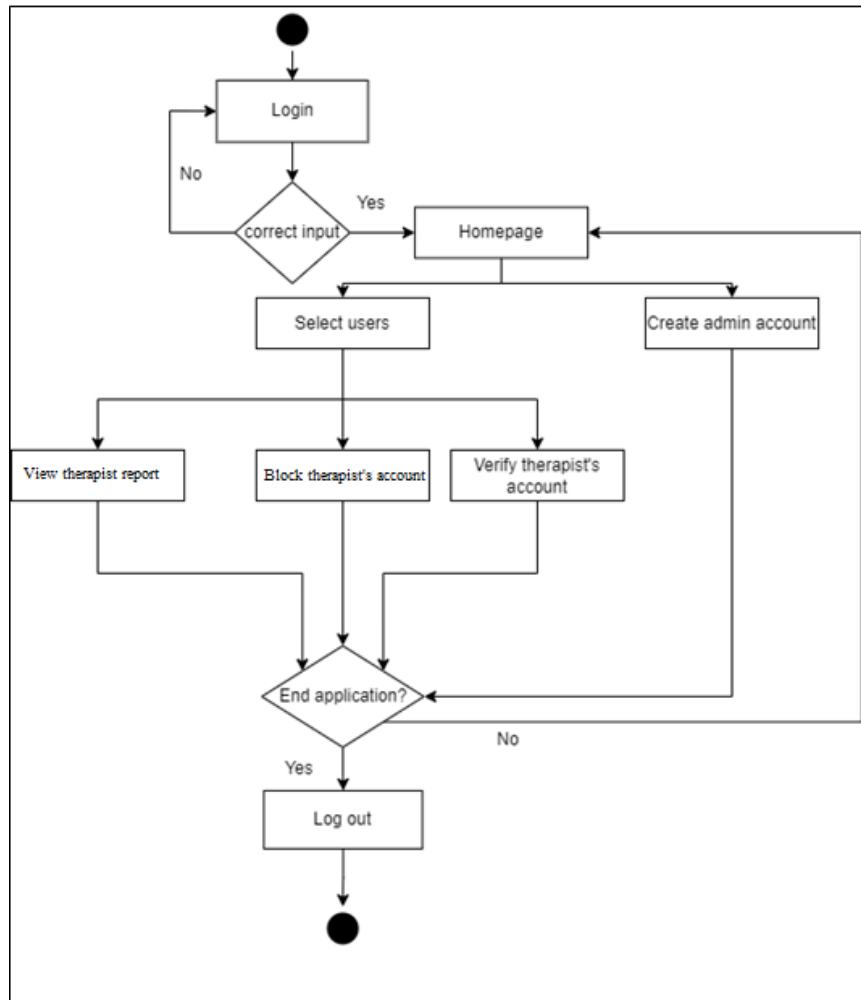 Login
No
Yes
correct input
Homepage
Select users
Create admin account
View therapist report
Block therapist's account
Verify therapist's
account
End application?
No
Yes
Log out